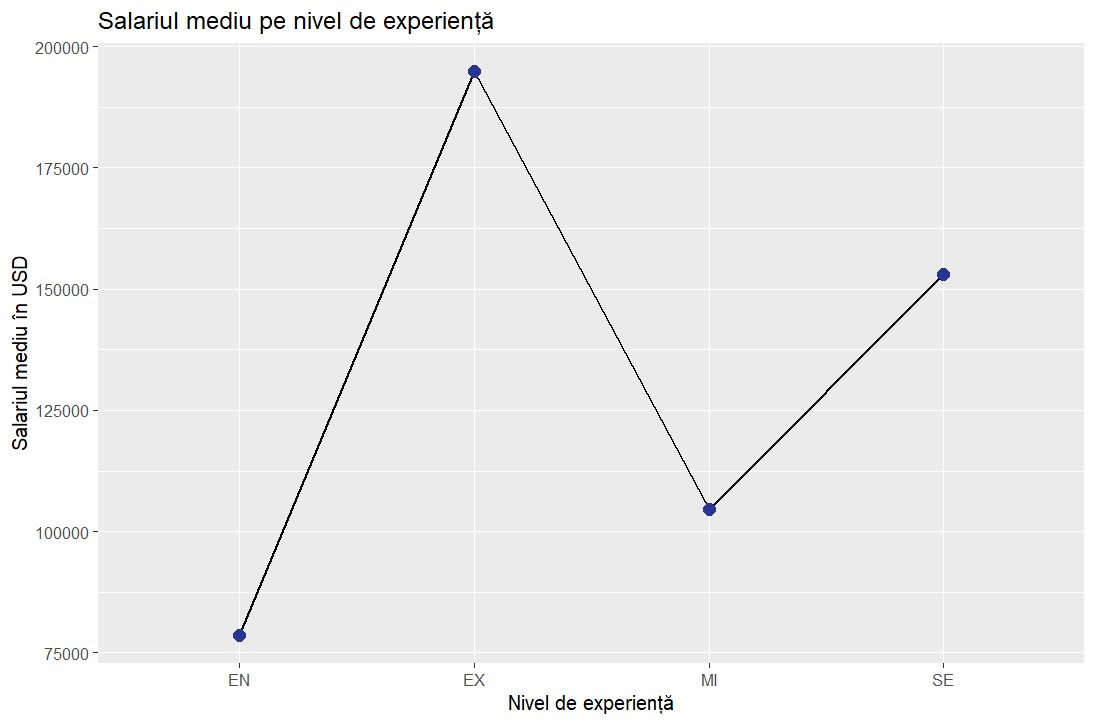 Salariul mediu pe nivel de experiență
200000
175000
150000
125000
100000
75000
Salariul mediu în USD
EN EX MI SE
Nivel de experiență